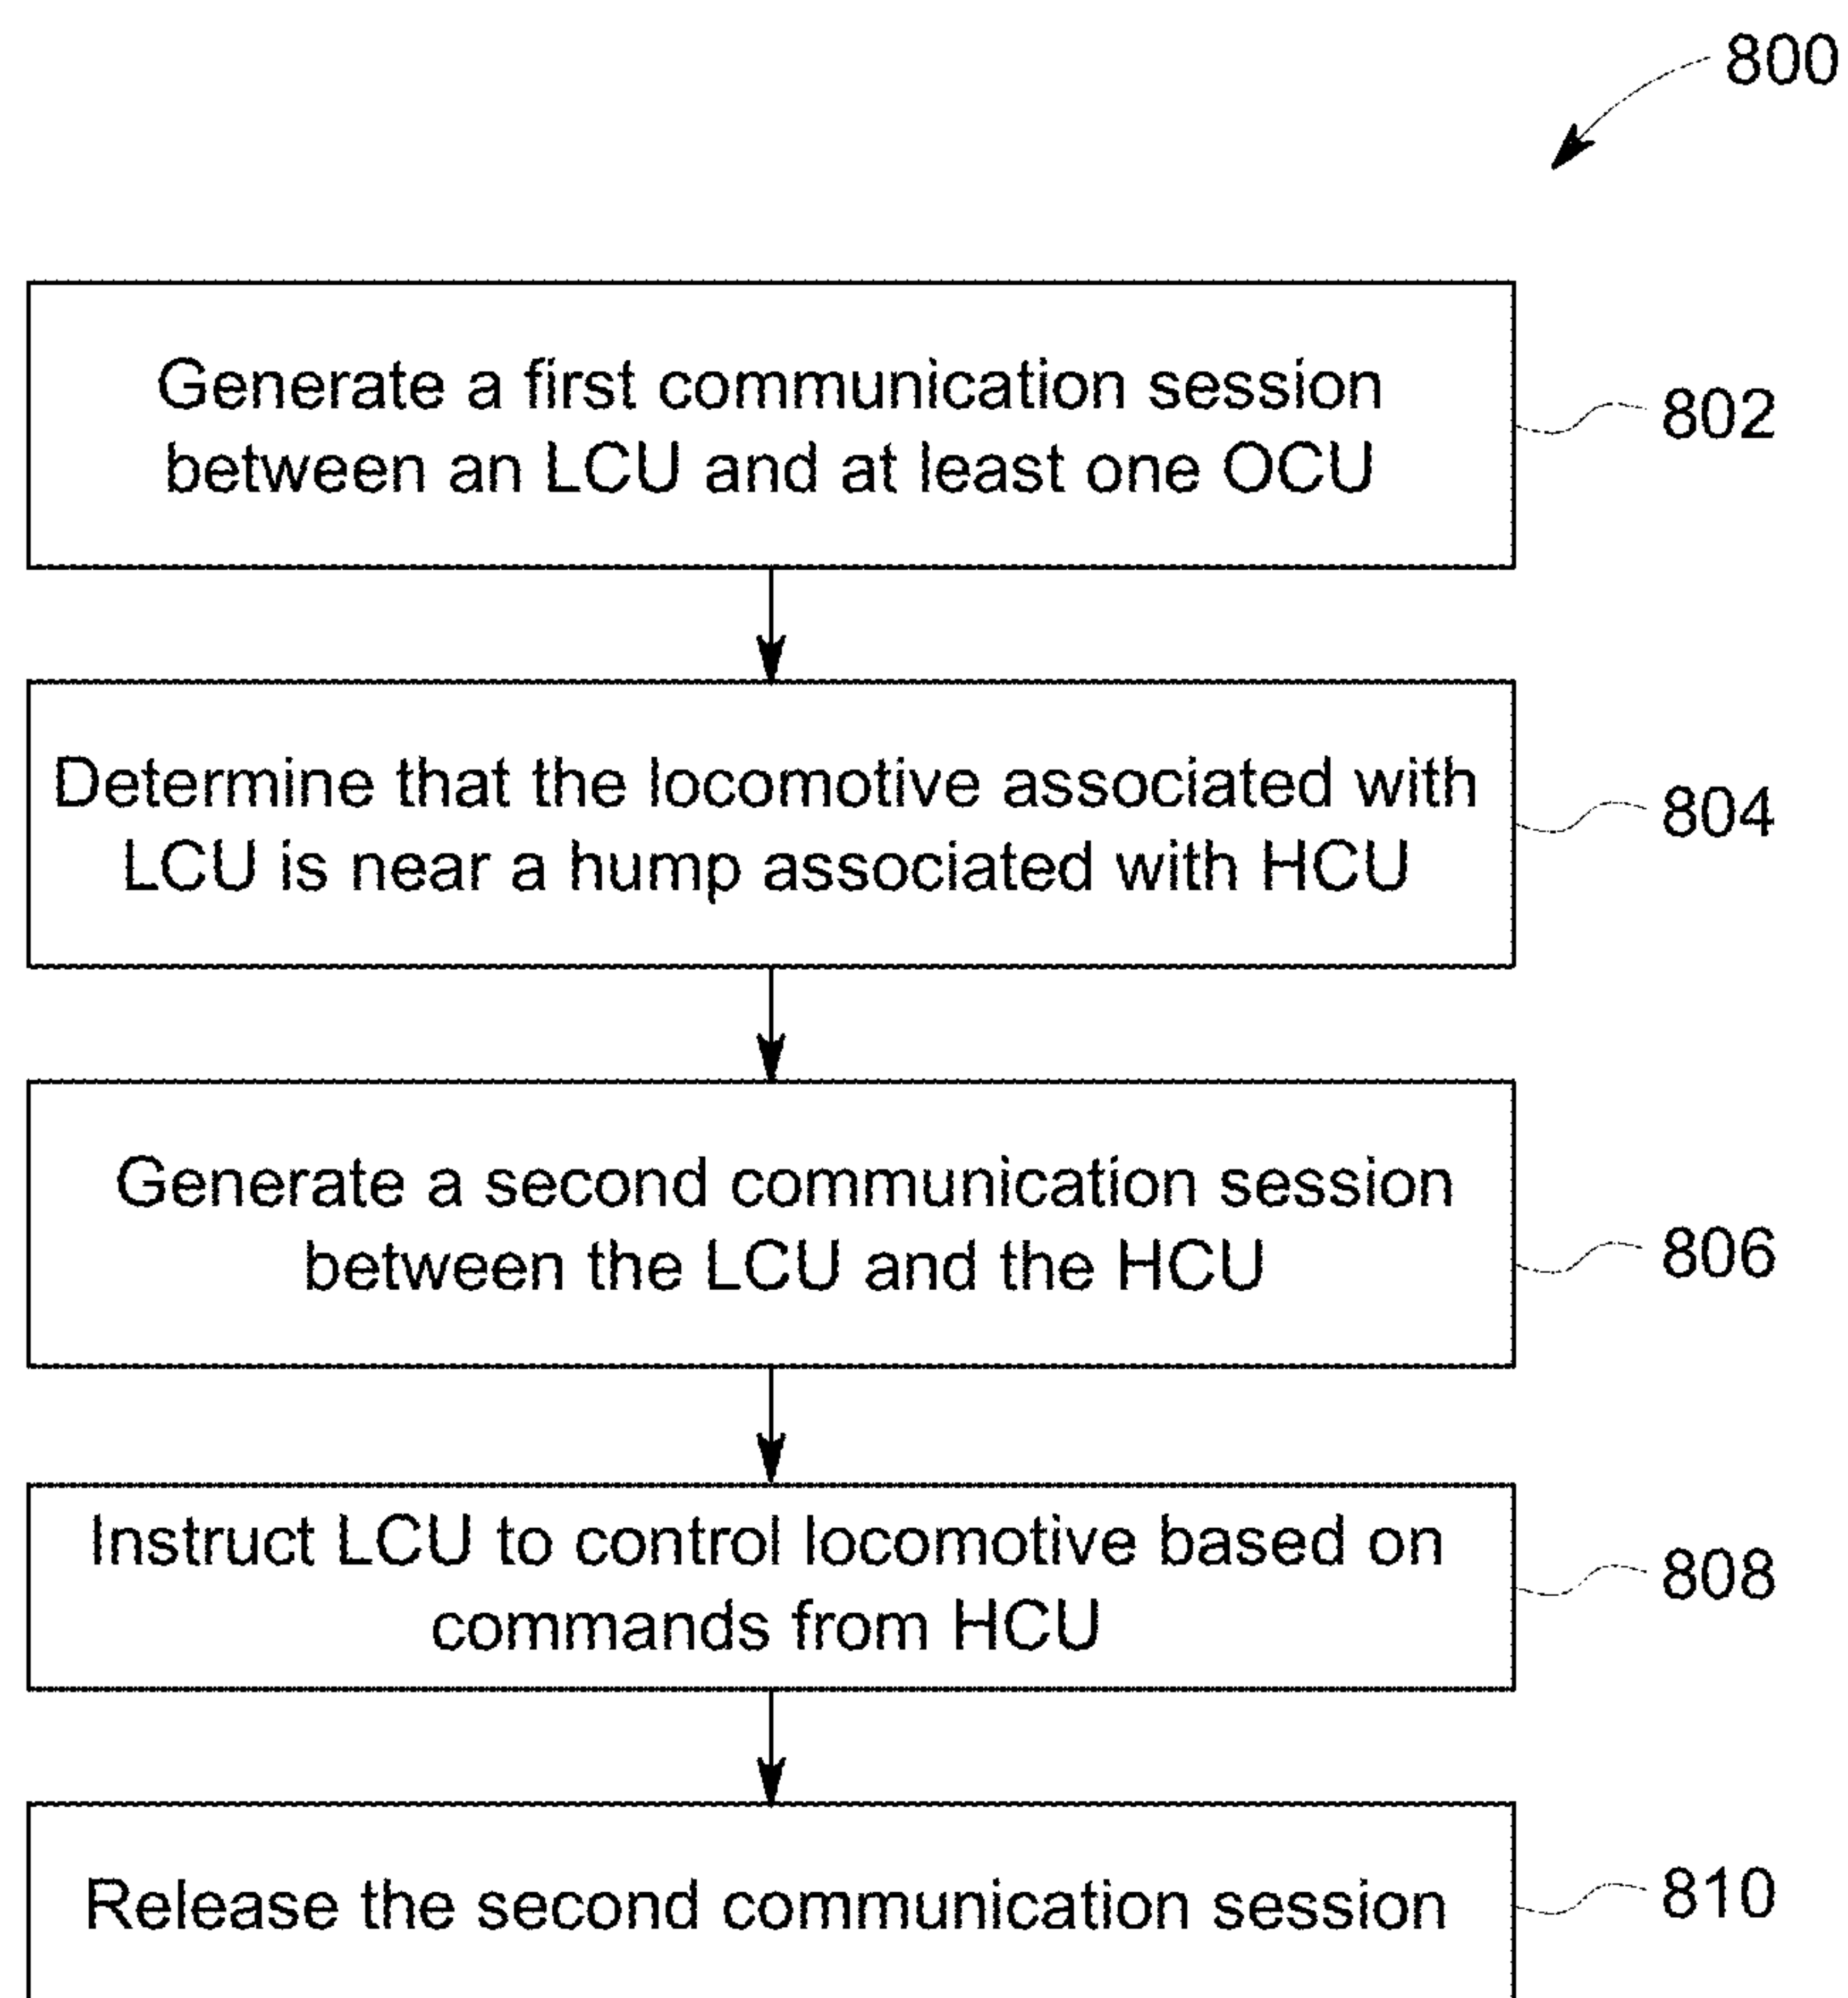 800
Generate a first communication session
between an LCU and at least one OCU
802
Determine that the locomotive associated with
LCU is near a hump associated with HCU
804
Generate a second communication session
between the LCU and the HCU
806
Instruct LCU to control locomotive based on
commands from HCU
808
Release the second communication session
810